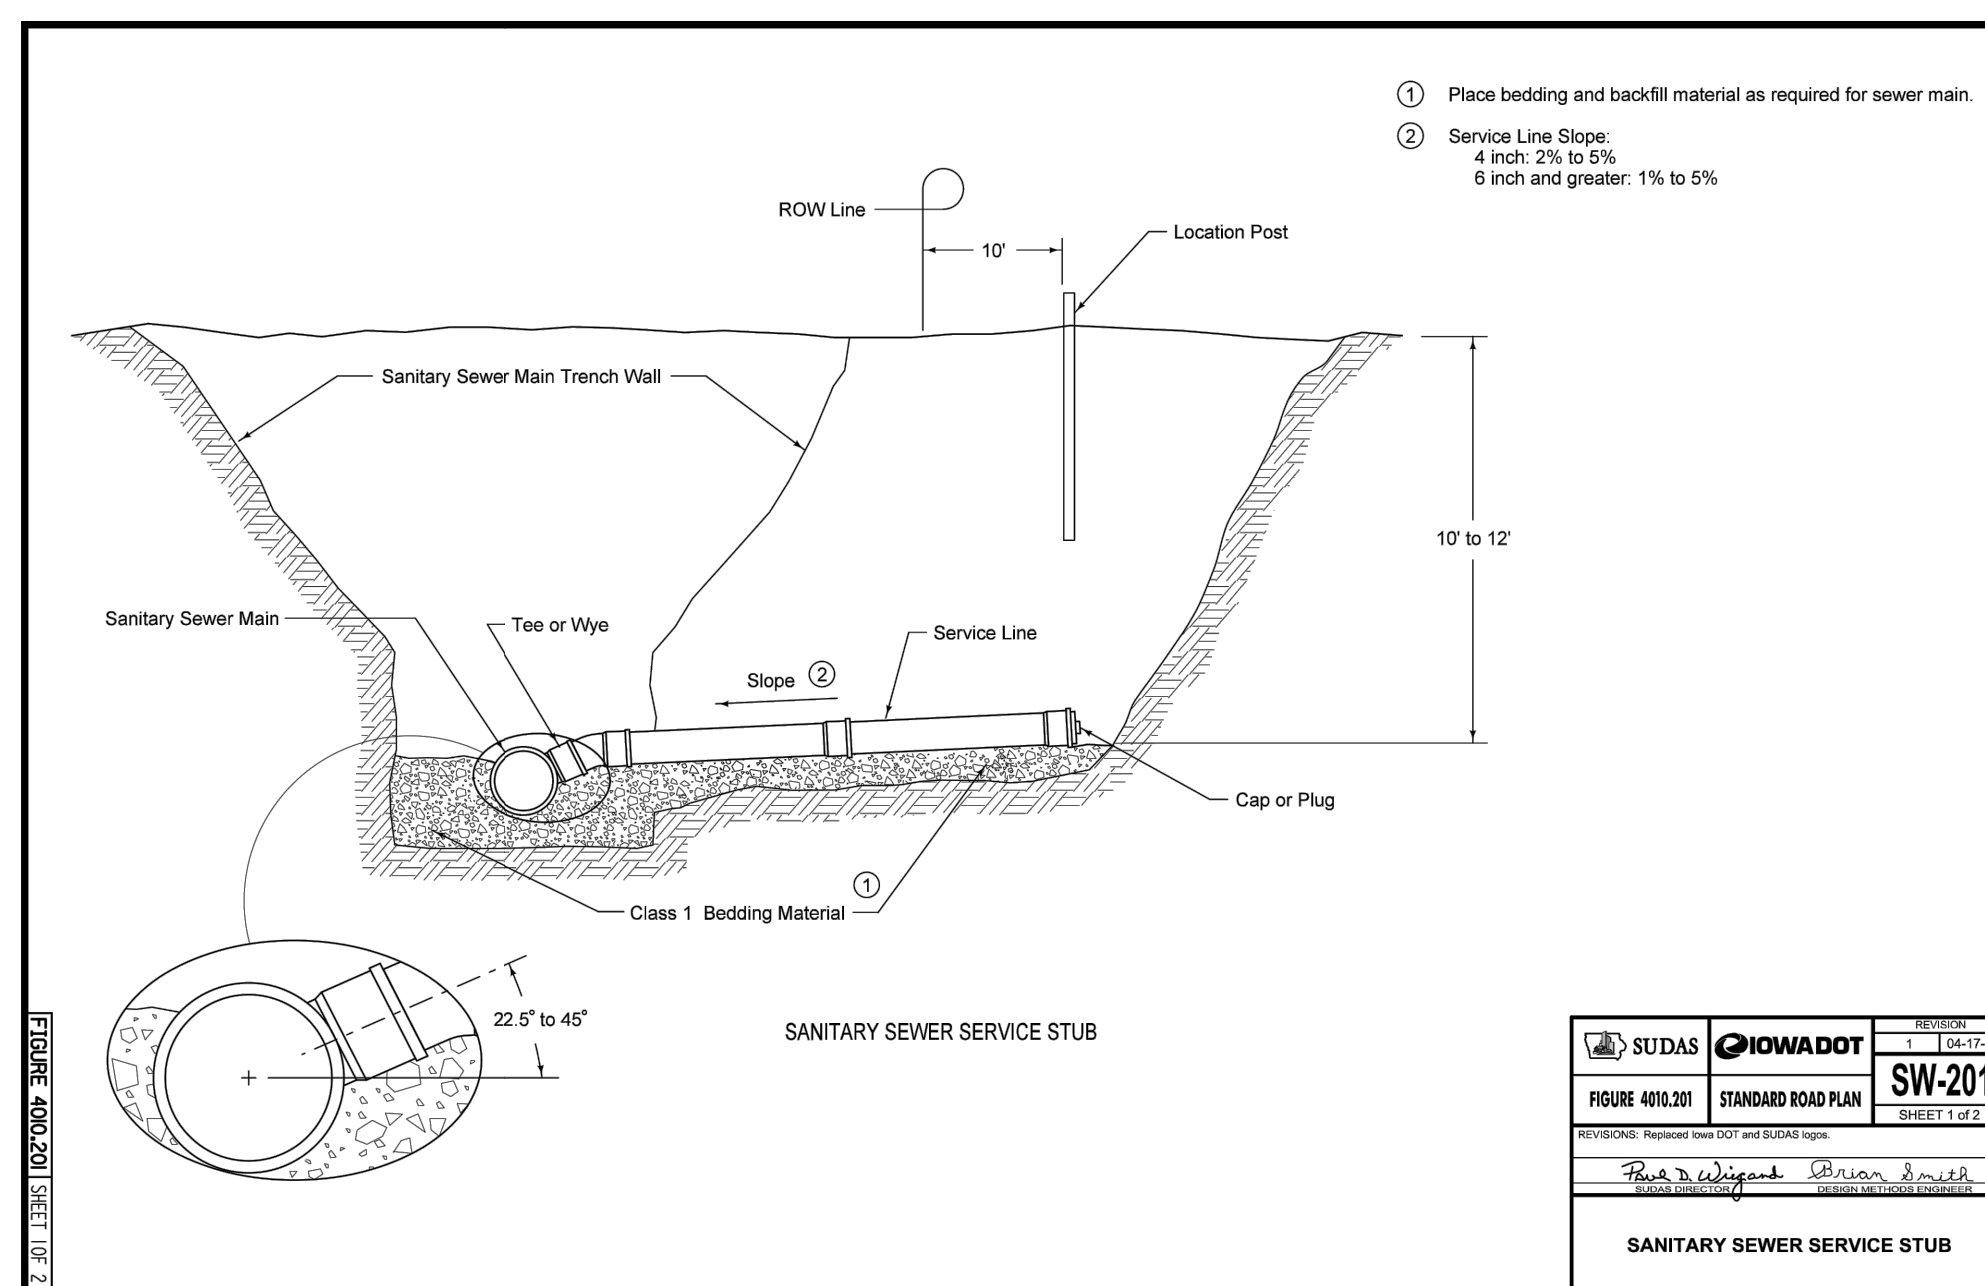 ① Place bedding and backfill material as required for sewer main.
② Service Line Slope:
4 inch: 2% to 5%
6 inch and greater: 1% to 5%
ROW Line
10'
Location Post
Sanitary Sewer Main Trench Wall
10' to 12'
Sanitary Sewer Main
Tee or Wye
Service Line
Slope ②
Cap or Plug
①
Class 1 Bedding Material
22.5° to 45°
SANITARY SEWER SERVICE STUB
FIGURE 4010.201 SHEET 1 OF 2
SUDAS
IOWADOT
REVISION
1 04-17-
FIGURE 4010.201
STANDARD ROAD PLAN
SW-201
SHEET 1 of 2
REVISIONS: Replaced Iowa DOT and SUDAS logos.
Paul D. Wiegand Brian Smith
SUDAS DIRECTOR DESIGN METHODS ENGINEER
SANITARY SEWER SERVICE STUB